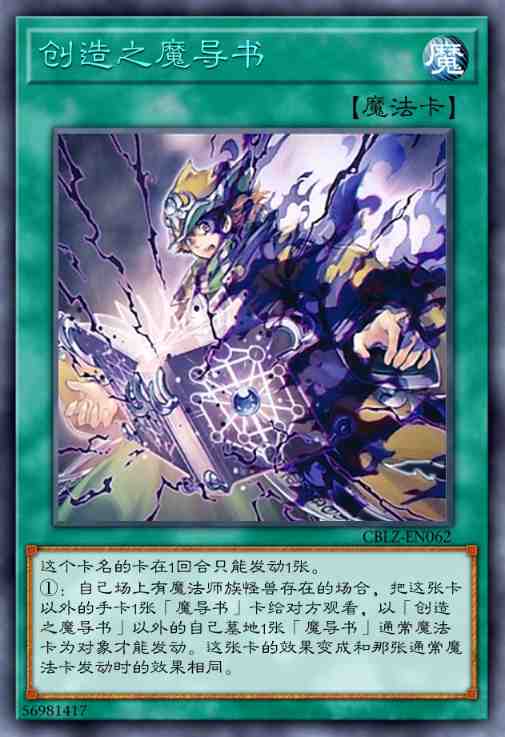 创造之魔导书
魔
【魔法卡】
CBLZ-EN062
这个卡名的卡在1回合只能发动1张。
①：自己场上有魔法师族怪兽存在的场合，把这张卡
以外的手卡1张「魔导书」卡给对方观看，以「创造
之魔导书」以外的自己墓地1张「魔导书」通常魔法
卡为对象才能发动。这张卡的效果变成和那张通常魔
法卡发动时的效果相同。
56981417